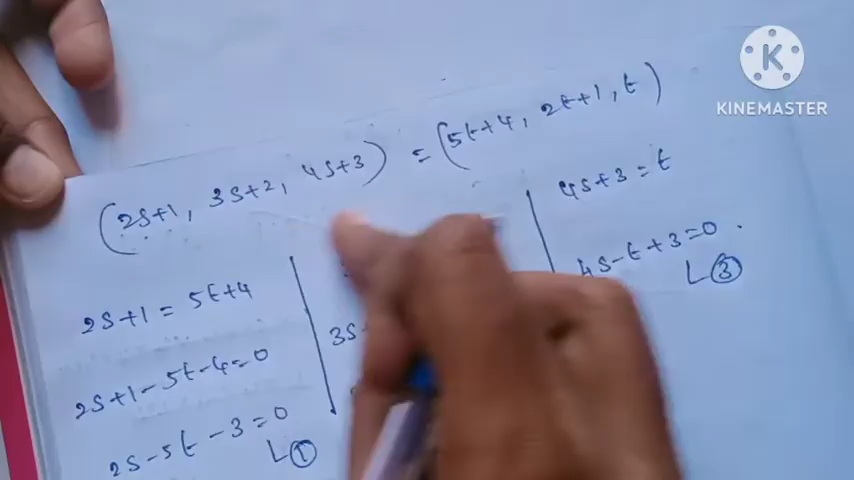 (2s+1, 3s+2, 4s+3) = (5t+4, 2t+1, t)
2s+1 = 5t+4
2s+1-5t-4=0
2s-5t-3=0
L①
3s
4s+3=t
4s-t+3=0.
L③
K
KINEMASTER